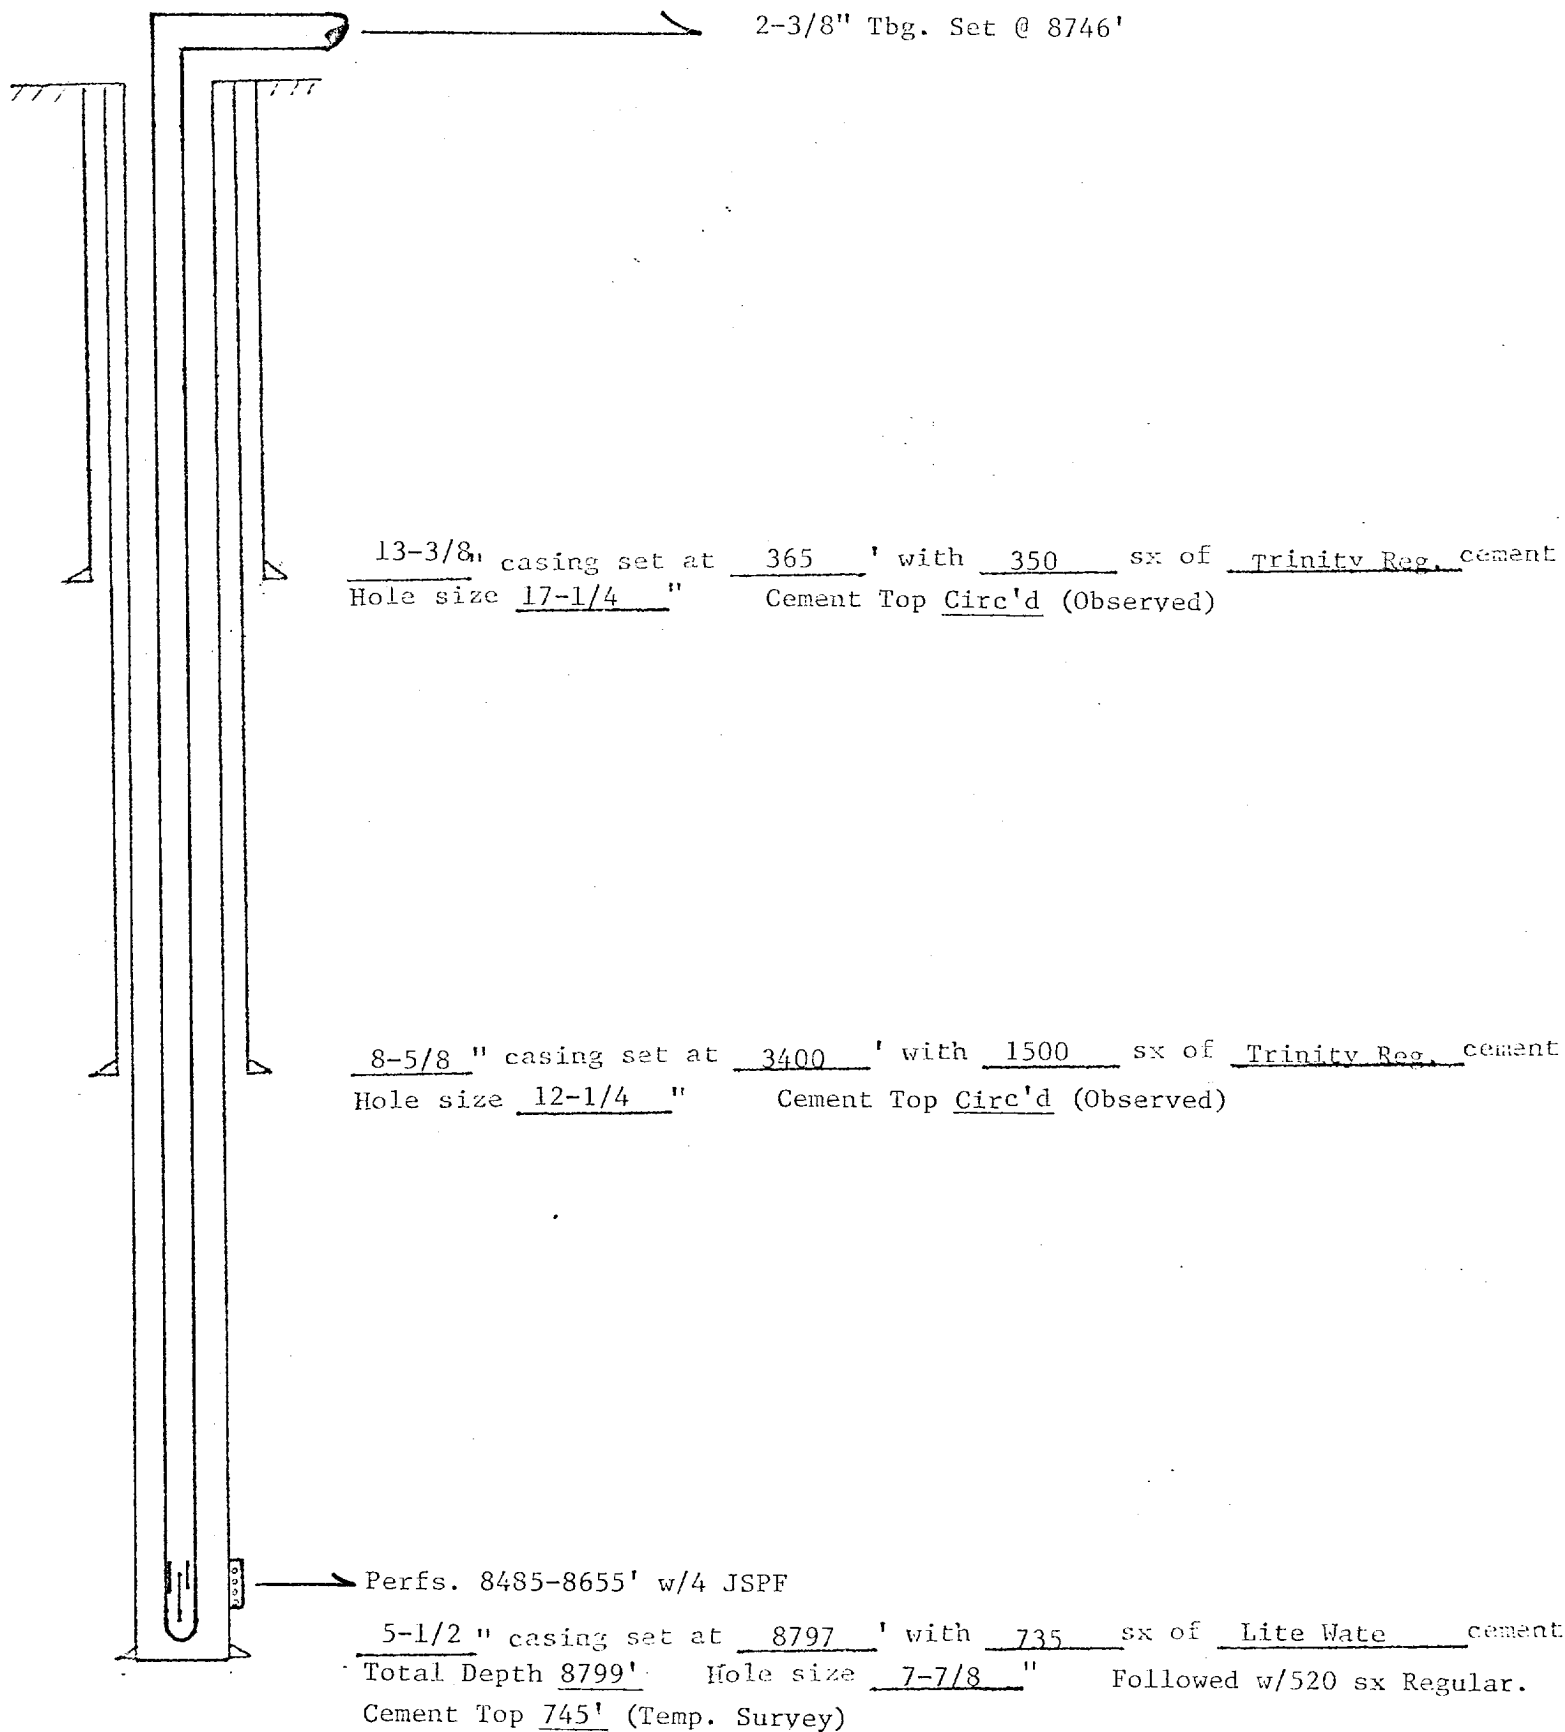 2-3/8" Tbg. Set @ 8746'
13-3/8" casing set at 365 ' with 350 sx of Trinity Reg. cement
Hole size 17-1/4 " Cement Top Circ'd (Observed)
8-5/8 " casing set at 3400 ' with 1500 sx of Trinity Reg. cement
Hole size 12-1/4 " Cement Top Circ'd (Observed)
Perfs. 8485-8655' w/4 JSPF
5-1/2 " casing set at 8797 ' with 735 sx of Lite Wate cement
Total Depth 8799' Hole size 7-7/8 " Followed w/520 sx Regular.
Cement Top 745' (Temp. Survey)